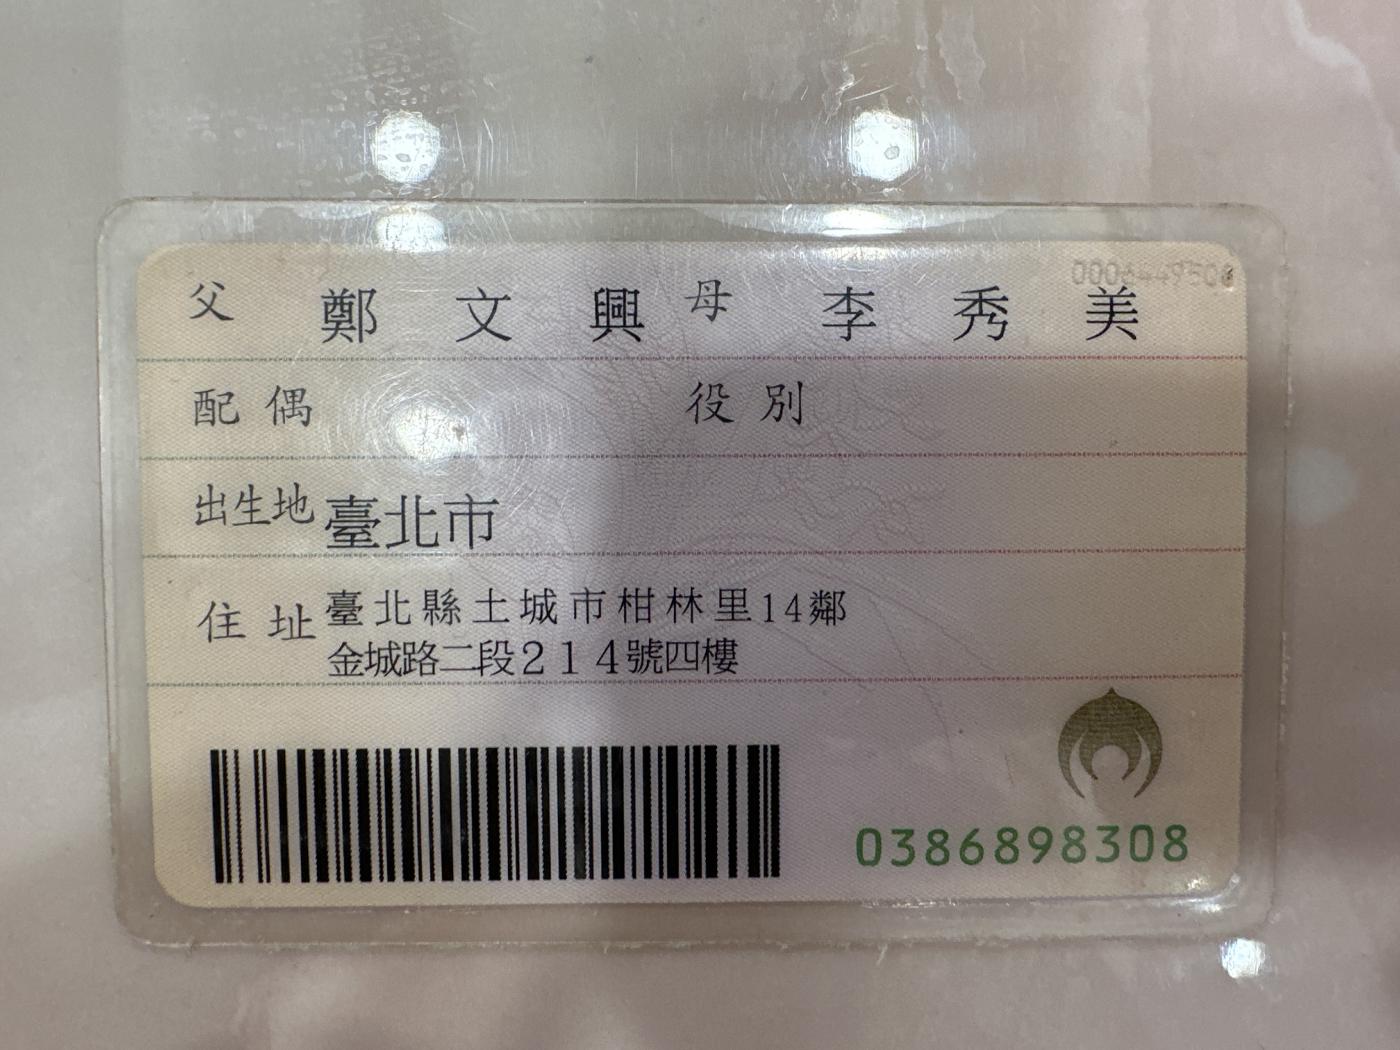 父 鄭文興 母 李秀美
配偶 役別
出生地 臺北市
住址 臺北縣土城市柑林里14鄰
金城路二段214號四樓
0386898308